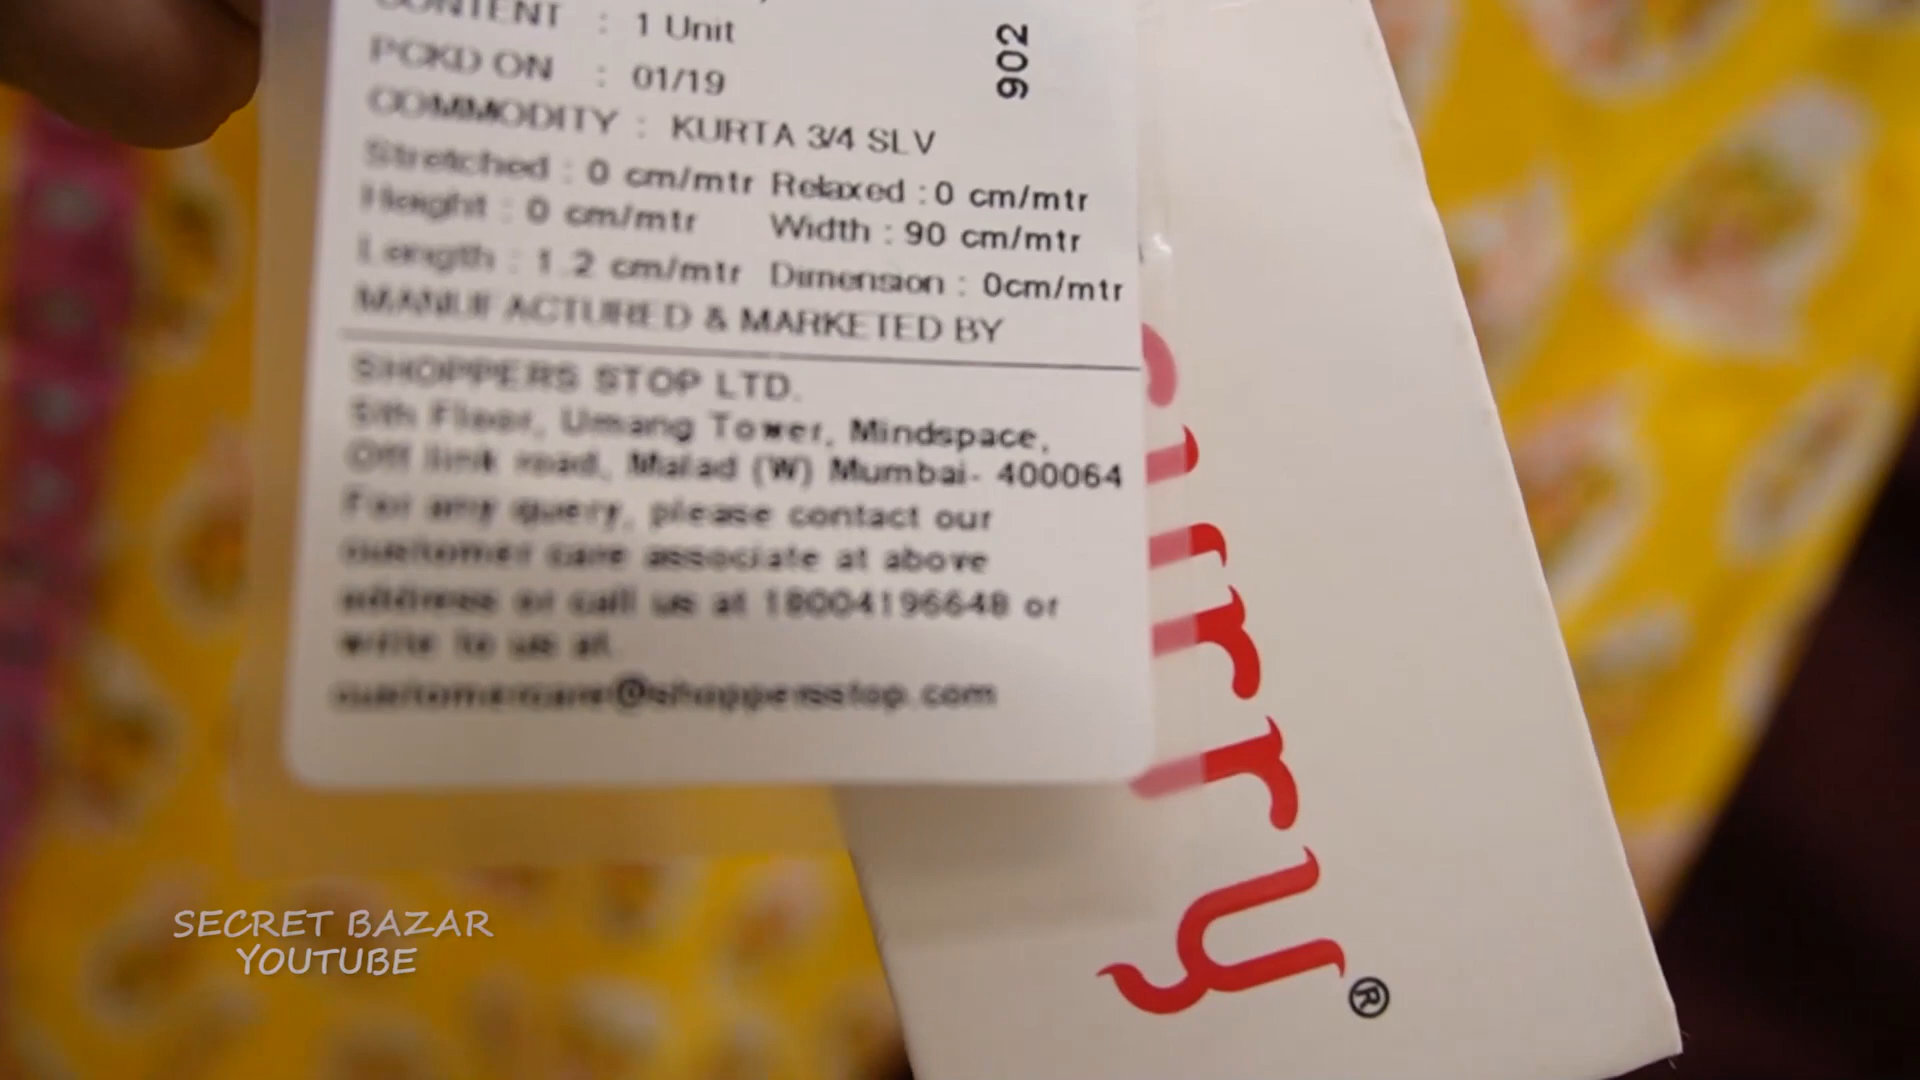 CONTENT : 1 Unit
PCKD ON : 01/19
COMMODITY : KURTA 3/4 SLV
Stretched : 0 cm/mtr Relaxed : 0 cm/mtr
Height : 0 cm/mtr Width : 90 cm/mtr
Length : 1.2 cm/mtr Dimension : 0cm/mtr
MANUFACTURED & MARKETED BY
SHOPPERS STOP LTD.
5th Floor, Umang Tower, Mindspace,
Off link road, Malad (W) Mumbai- 400064
For any query, please contact our
customer care associate at above
address or call us at 18004196648 or
write to us at.
customercare@shoppersstop.com
902
rry®
SECRET BAZAR
YOUTUBE